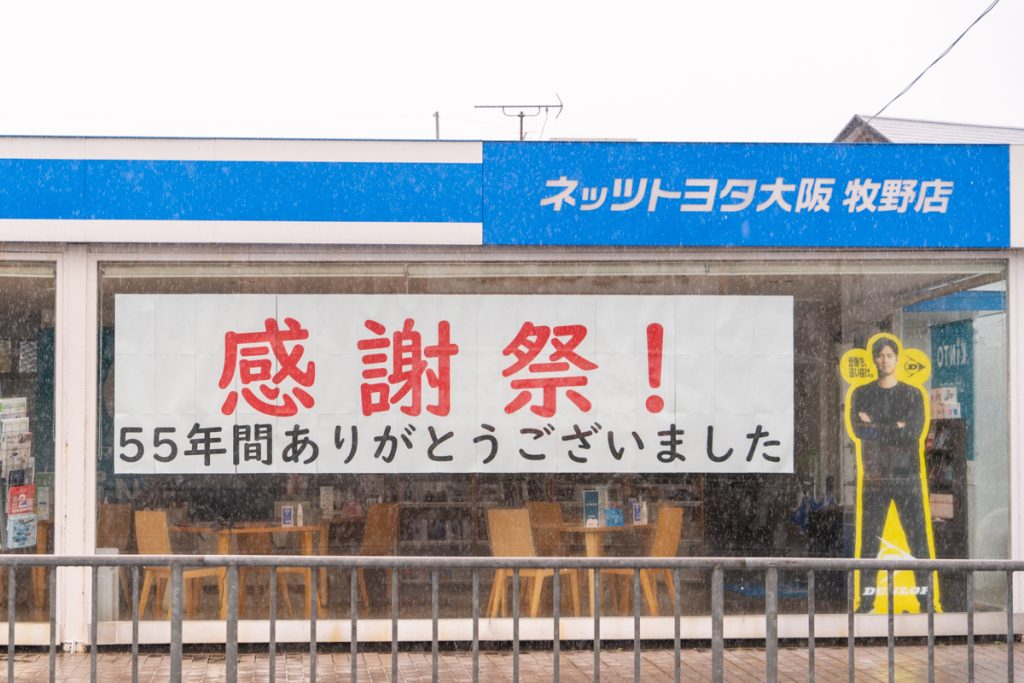 ネッツトヨタ大阪 牧野店
感謝祭！
55年間ありがとうございました
KINTO
DUNLOP